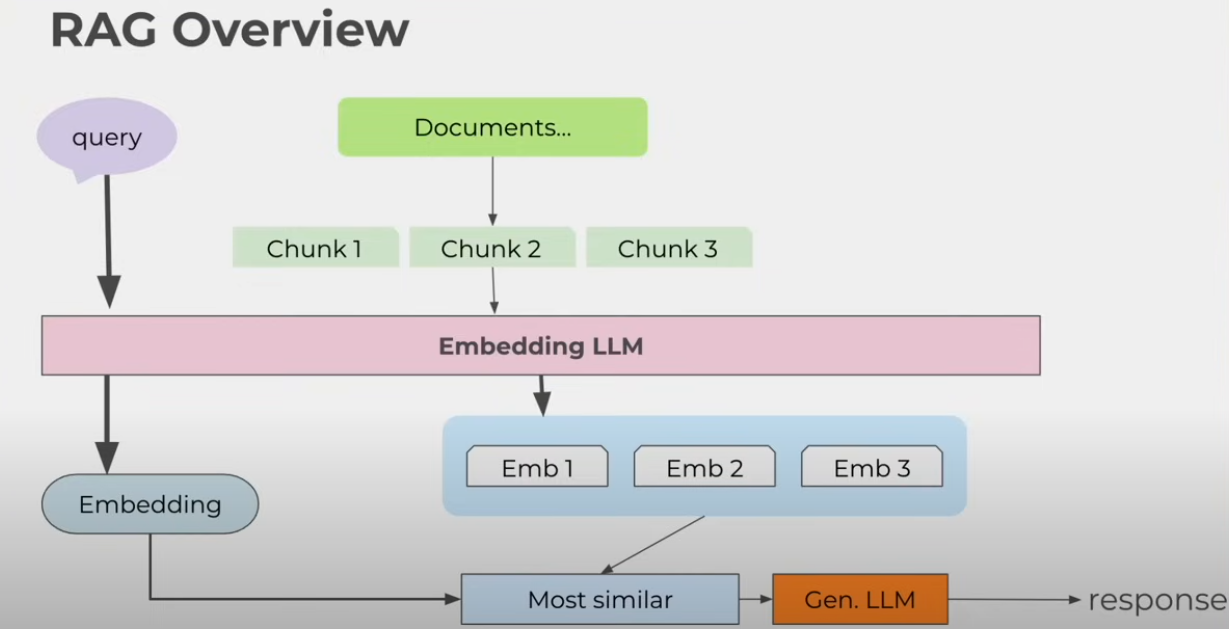 RAG Overview
query
Documents...
Chunk 1
Chunk 2
Chunk 3
Embedding LLM
Emb 1
Emb 2
Emb 3
Embedding
Most similar
Gen. LLM
response